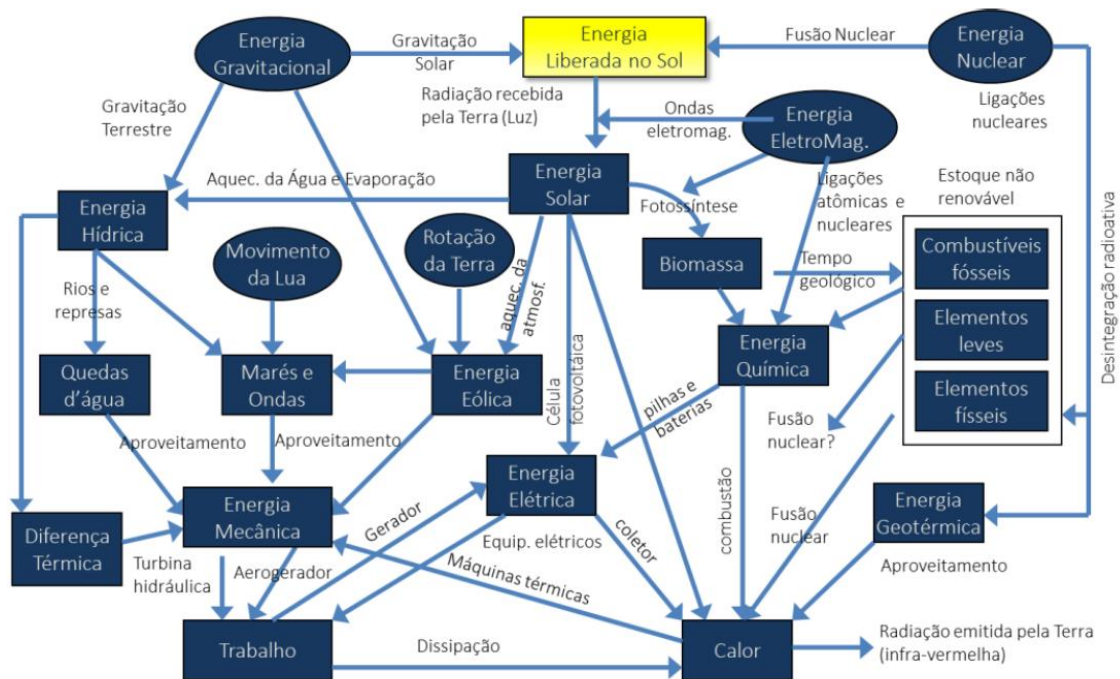 Energia
Gravitacional
Gravitação
Solar
Energia
Liberada no Sol
Fusão Nuclear
Energia
Nuclear
Gravitação
Terrestre
Radiação recebida
pela Terra (Luz)
Ondas
eletromag.
Energia
EletroMag.
Ligações
nucleares
Aquec. da Água e Evaporação
Energia
Solar
Fotossíntese
Ligações
atômicas e
nucleares
Estoque não
renovável
Energia
Hídrica
Movimento
da Lua
Rotação
da Terra
aquec. da
atmosf.
Biomassa
Tempo
geológico
Combustíveis
fósseis
Desintegração radioativa
Rios e
represas
Quedas
d’água
Marés e
Ondas
Energia
Eólica
Célula
fotovoltáica
Energia
Química
Elementos
leves
Elementos
físseis
pilhas e
baterias
Fusão
nuclear?
Aproveitamento
Aproveitamento
Energia
Mecânica
Energia
Elétrica
Energia
Geotérmica
Diferença
Térmica
Turbina
hidráulica
Aerogerador
Gerador
Equip. elétricos
coletor
combustão
Fusão
nuclear
Aproveitamento
Máquinas térmicas
Trabalho
Dissipação
Calor
Radiação emitida pela Terra
(infra-vermelha)